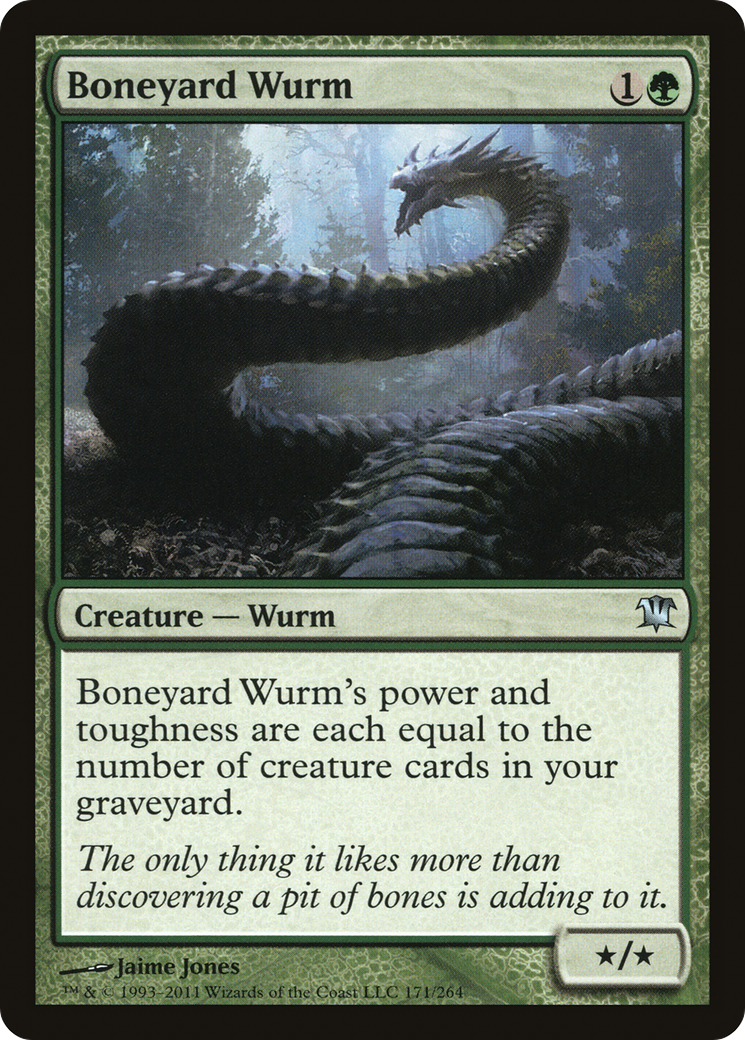 Boneyard Wurm 1
Creature — Wurm
Boneyard Wurm's power and
toughness are each equal to the
number of creature cards in your
graveyard.
The only thing it likes more than
discovering a pit of bones is adding to it.
★/★
Jaime Jones
™ & © 1993–2011 Wizards of the Coast LLC 171/264